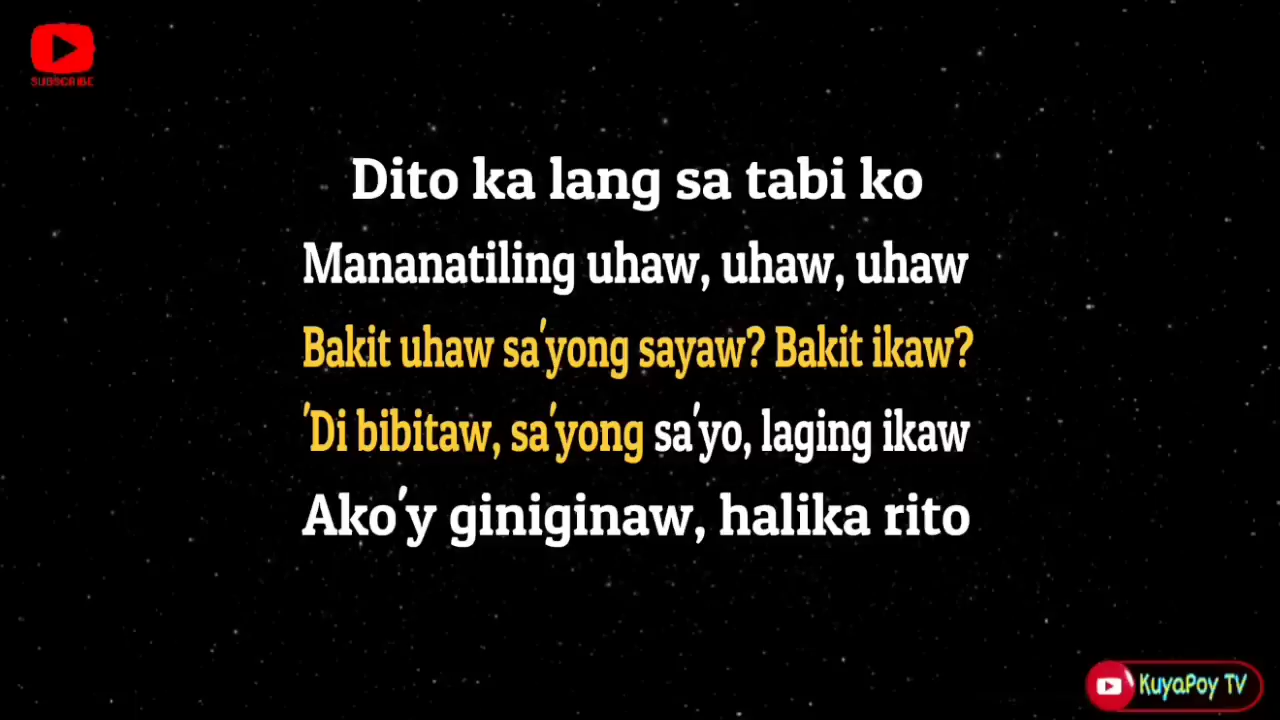 SUBSCRIBE
Dito ka lang sa tabi ko
Mananatiling uhaw, uhaw, uhaw
Bakit uhaw sa'yong sayaw? Bakit ikaw?
'Di bibitaw, sa'yong sa'yo, laging ikaw
Ako'y giniginaw, halika rito
KuyaPoy TV